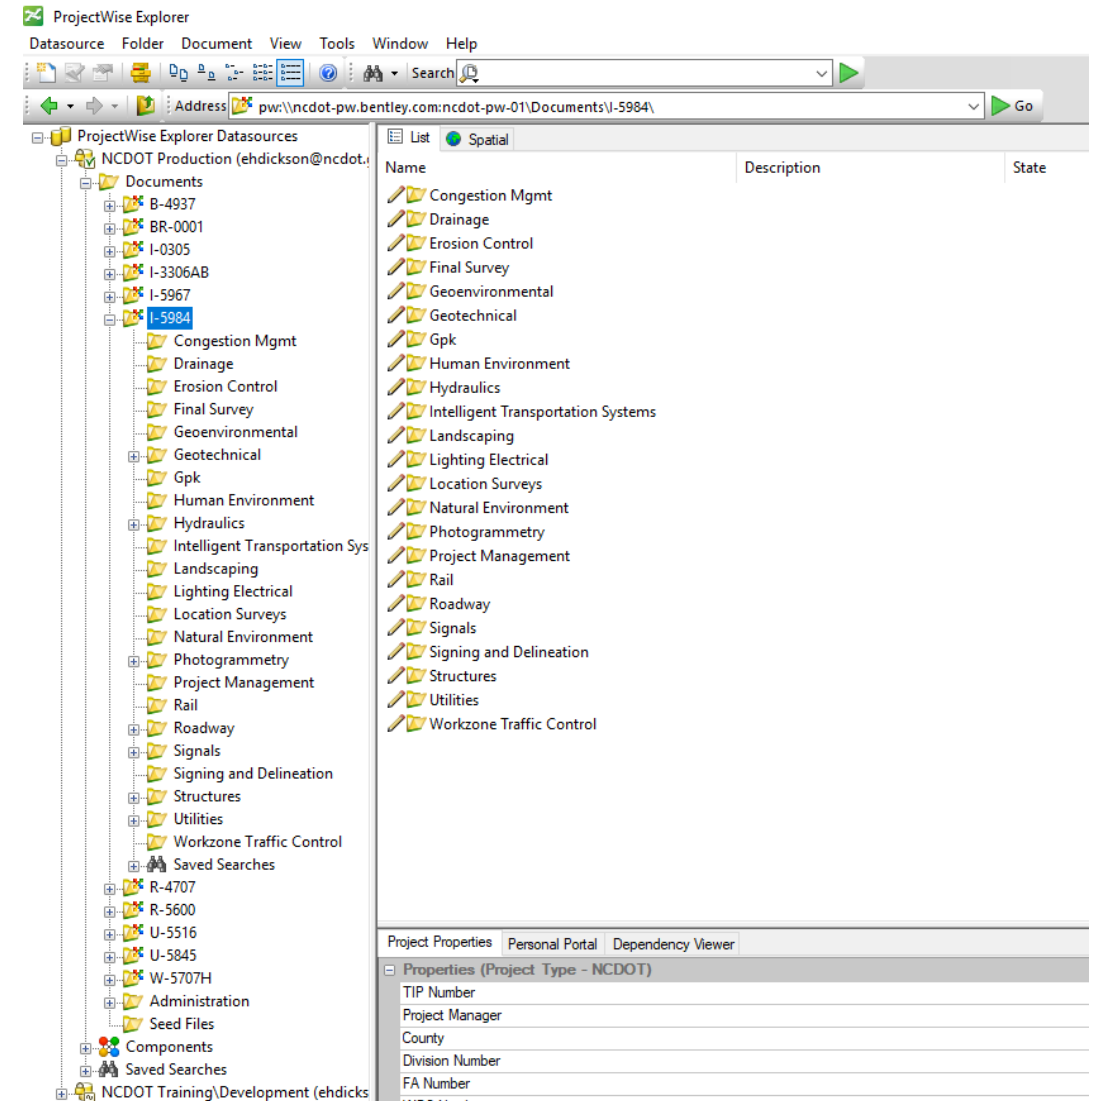 ProjectWise Explorer
Datasource Folder Document View Tools Window Help
Search
Address pw:\\ncdot-pw.bentley.com:ncdot-pw-01\Documents\I-5984\ Go
ProjectWise Explorer Datasources
NCDOT Production (ehdickson@ncdot.
Documents
B-4937
BR-0001
I-0305
I-3306AB
I-5967
I-5984
Congestion Mgmt
Drainage
Erosion Control
Final Survey
Geoenvironmental
Geotechnical
Gpk
Human Environment
Hydraulics
Intelligent Transportation Sys
Landscaping
Lighting Electrical
Location Surveys
Natural Environment
Photogrammetry
Project Management
Rail
Roadway
Signals
Signing and Delineation
Structures
Utilities
Workzone Traffic Control
Saved Searches
R-4707
R-5600
U-5516
U-5845
W-5707H
Administration
Seed Files
Components
Saved Searches
NCDOT Training\Development (ehdicks
List Spatial
Name Description State
Congestion Mgmt
Drainage
Erosion Control
Final Survey
Geoenvironmental
Geotechnical
Gpk
Human Environment
Hydraulics
Intelligent Transportation Systems
Landscaping
Lighting Electrical
Location Surveys
Natural Environment
Photogrammetry
Project Management
Rail
Roadway
Signals
Signing and Delineation
Structures
Utilities
Workzone Traffic Control
Project Properties Personal Portal Dependency Viewer
Properties (Project Type - NCDOT)
TIP Number
Project Manager
County
Division Number
FA Number